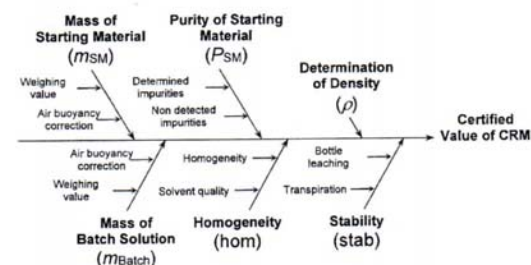 Mass of
Starting Material
(mSM)
Purity of Starting
Material
(PSM)
Determination
of Density
(ρ)
Weighing
value
Air buoyancy
correction
Determined
impurities
Non detected
impurities
Certified
Value of CRM
Air buoyancy
correction
Weighing
value
Homogeneity
Solvent quality
Bottle
leaching
Transpiration
Mass of
Batch Solution
(mBatch)
Homogeneity
(hom)
Stability
(stab)